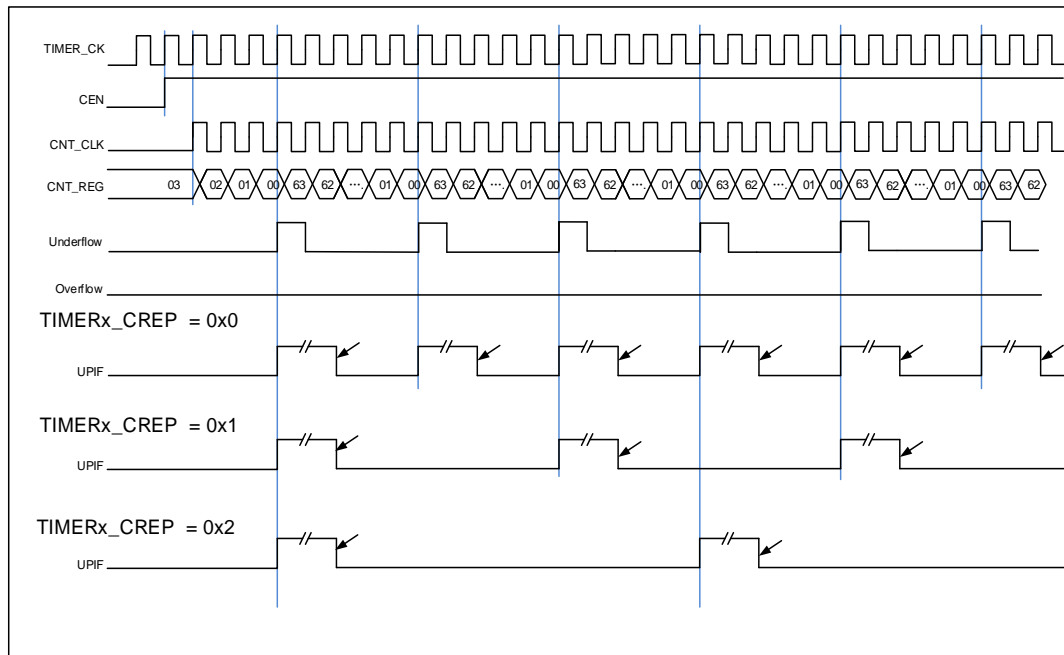 TIMER_CK
CEN
CNT_CLK
CNT_REG 03 02 01 00 63 62 .... 01 00 63 62 .... 01 00 63 62 .... 01 00 63 62 .... 01 00 63 62 .... 01 00 63 62
Underflow
Overflow
TIMERx_CREP = 0x0
UPIF
TIMERx_CREP = 0x1
UPIF
TIMERx_CREP = 0x2
UPIF